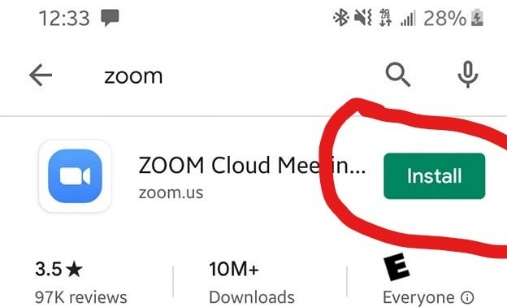 12:33 28%
zoom
ZOOM Cloud Meetin... Install
zoom.us
3.5★ 10M+ E
97K reviews Downloads Everyone